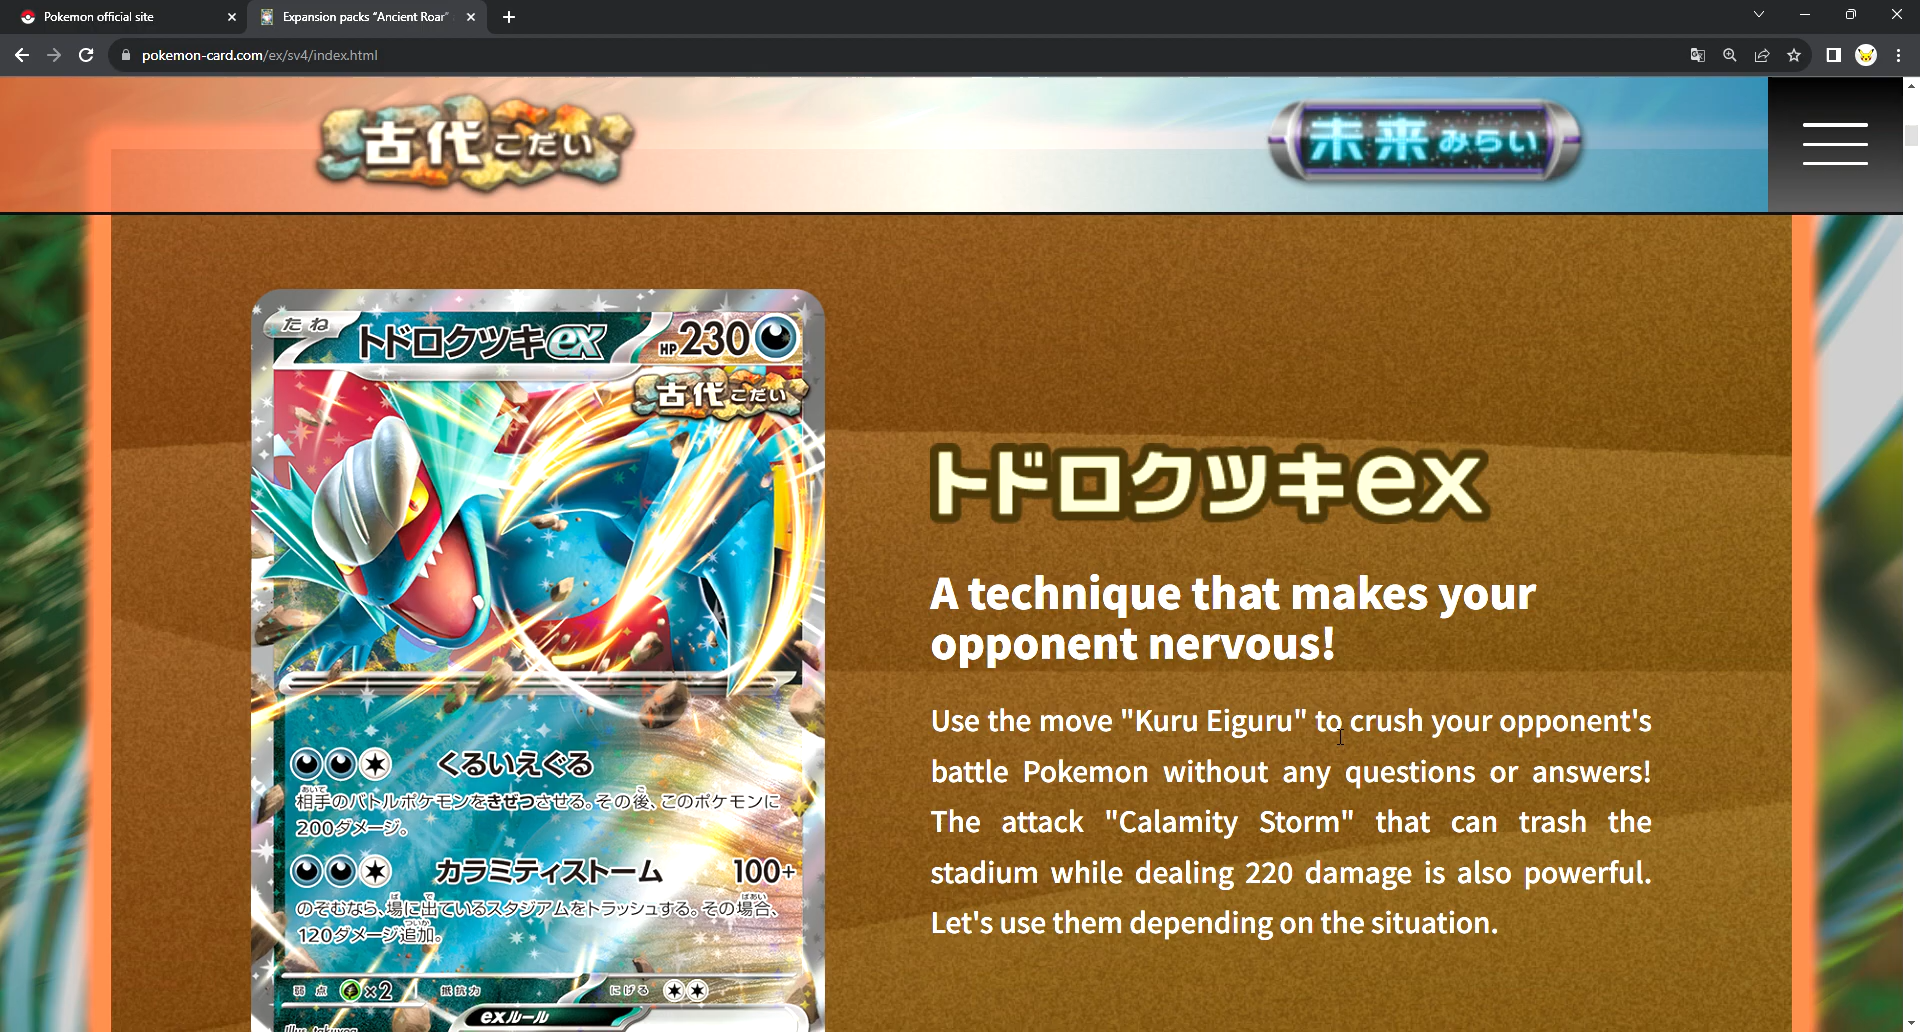 Pokemon official site
Expansion packs “Ancient Roar”
pokemon-card.com/ex/sv4/index.html
古代こだい
未来みらい
たね
トドロクツキex
HP230
古代こだい
くるいえぐる
相手のバトルポケモンをきぜつさせる。その後、このポケモンに
200ダメージ。
カラミティストーム 100+
のぞむなら、場に出ているスタジアムをトラッシュする。その場合、
120ダメージ追加。
弱点 ×2 抵抗力 にげる
exルール
トドロクツキex
A technique that makes your
opponent nervous!
Use the move "Kuru Eiguru" to crush your opponent's
battle Pokemon without any questions or answers!
The attack "Calamity Storm" that can trash the
stadium while dealing 220 damage is also powerful.
Let's use them depending on the situation.